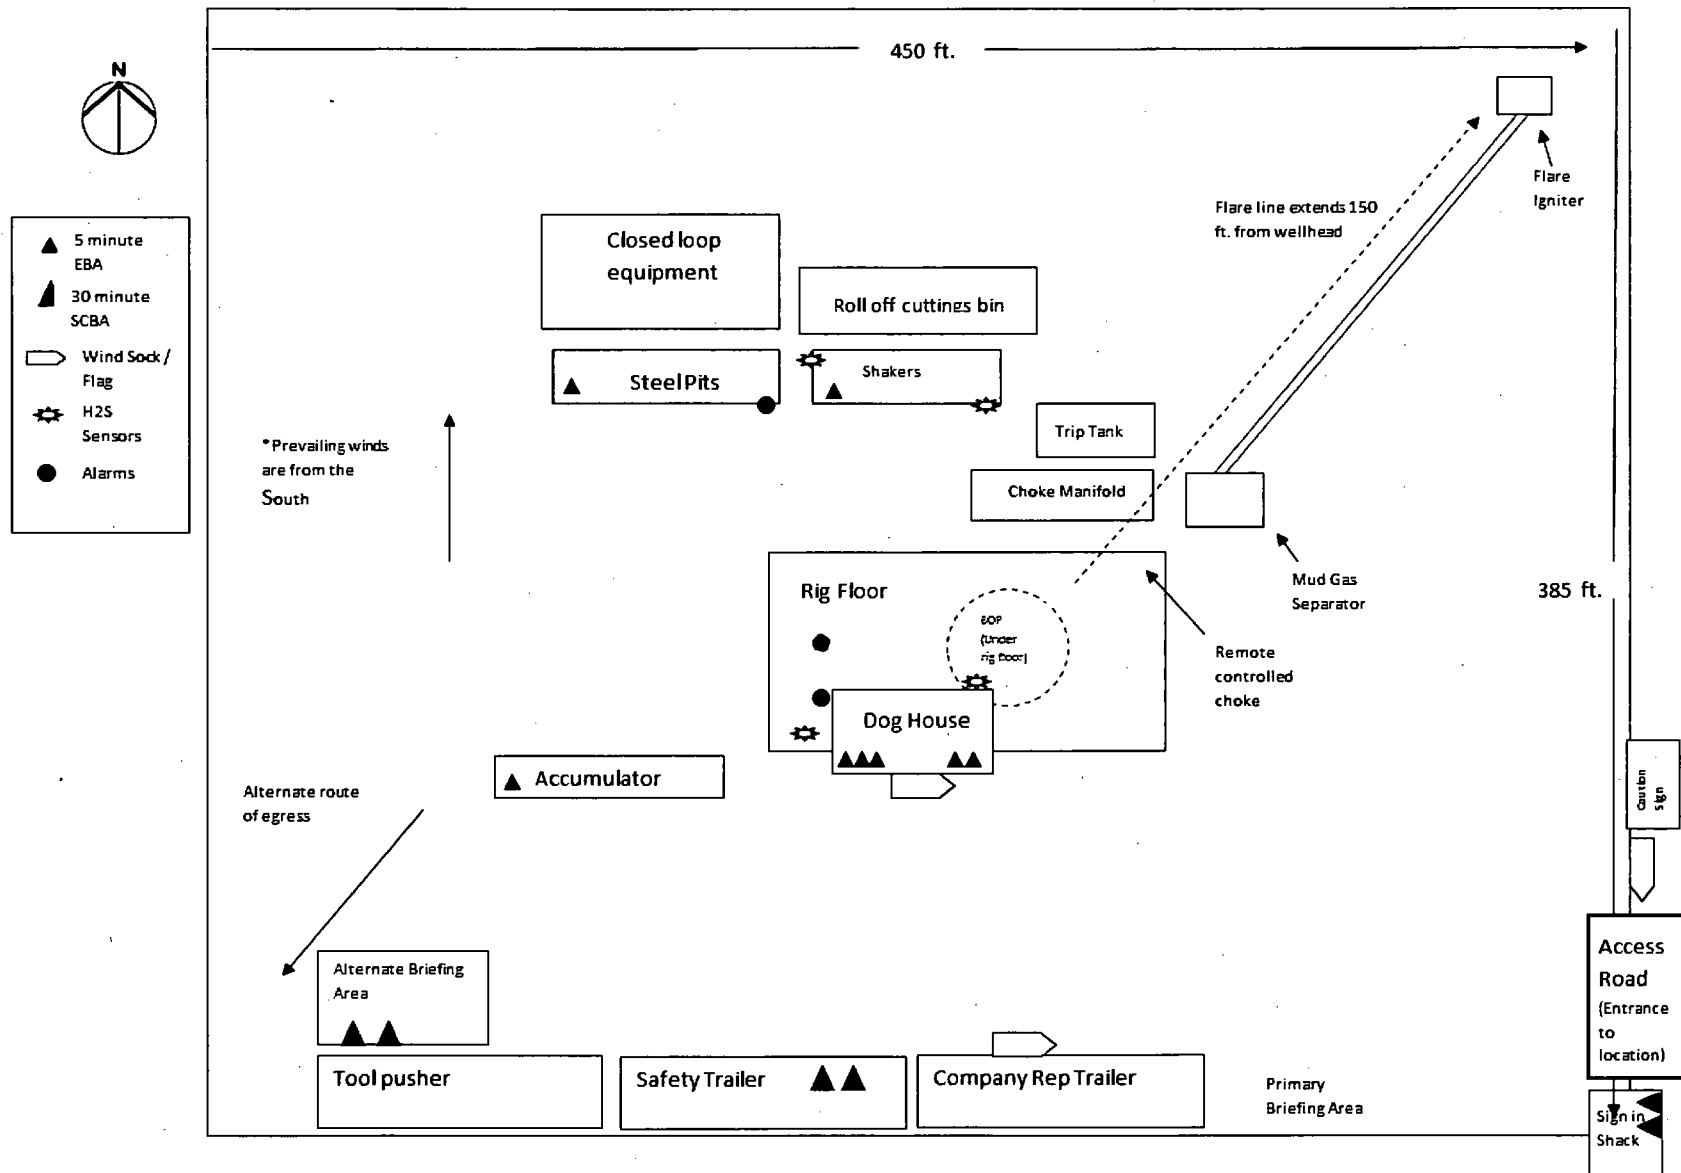 450 ft.
N
Flare
Igniter
Flare line extends 150
ft. from wellhead
5 minute
EBA
30 minute
SCBA
Wind Sock /
Flag
H2S
Sensors
Alarms
Closed loop
equipment
Roll off cuttings bin
Steel Pits
Shakers
Trip Tank
*Prevailing winds
are from the
South
Choke Manifold
Mud Gas
Separator
385 ft.
Rig Floor
BOP
(Under
rig floor)
Remote
controlled
choke
Dog House
Accumulator
Caution
sign
Alternate route
of egress
Access
Road
(Entrance
to
location)
Alternate Briefing
Area
Tool pusher
Safety Trailer
Company Rep Trailer
Primary
Briefing Area
Sign in
Shack